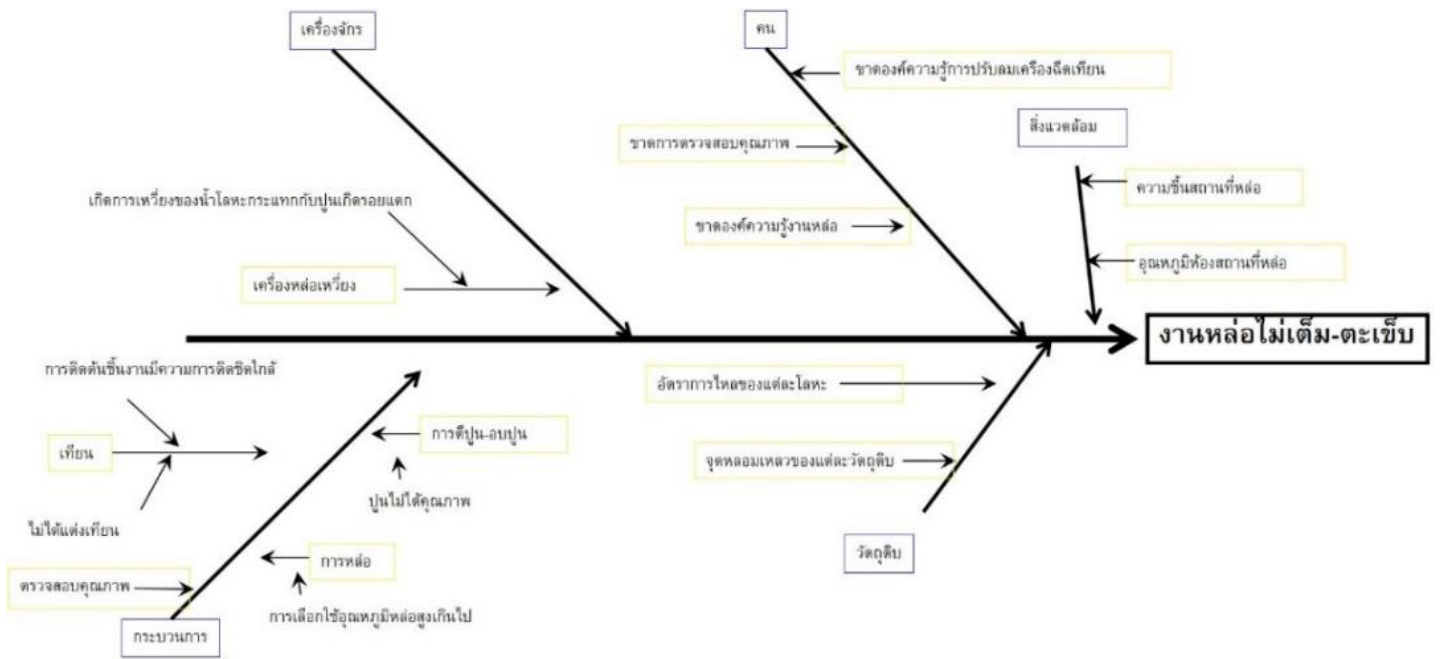 เครื่องจักร
คน
ขาดองค์ความรู้การปรับลมเครื่องฉีดเทียน
สิ่งแวดล้อม
ขาดการตรวจสอบคุณภาพ
ความชื้นสถานที่หล่อ
เกิดการเหวี่ยงของน้ำโลหะกระแทกกับปูนเกิดรอยแตก
ขาดองค์ความรู้งานหล่อ
อุณหภูมิห้องสถานที่หล่อ
เครื่องหล่อเหวี่ยง
งานหล่อไม่เต็ม-ตะเข็บ
การติดต้นชิ้นงานมีความการติดชิดใกล้
อัตราการไหลของแต่ละโลหะ
การตีปูน-อบปูน
เทียน
จุดหลอมเหลวของแต่ละวัตถุดิบ
ปูนไม่ได้คุณภาพ
ไม่ได้แต่งเทียน
วัตถุดิบ
การหล่อ
ตรวจสอบคุณภาพ
การเลือกใช้อุณหภูมิหล่อสูงเกินไป
กระบวนการ